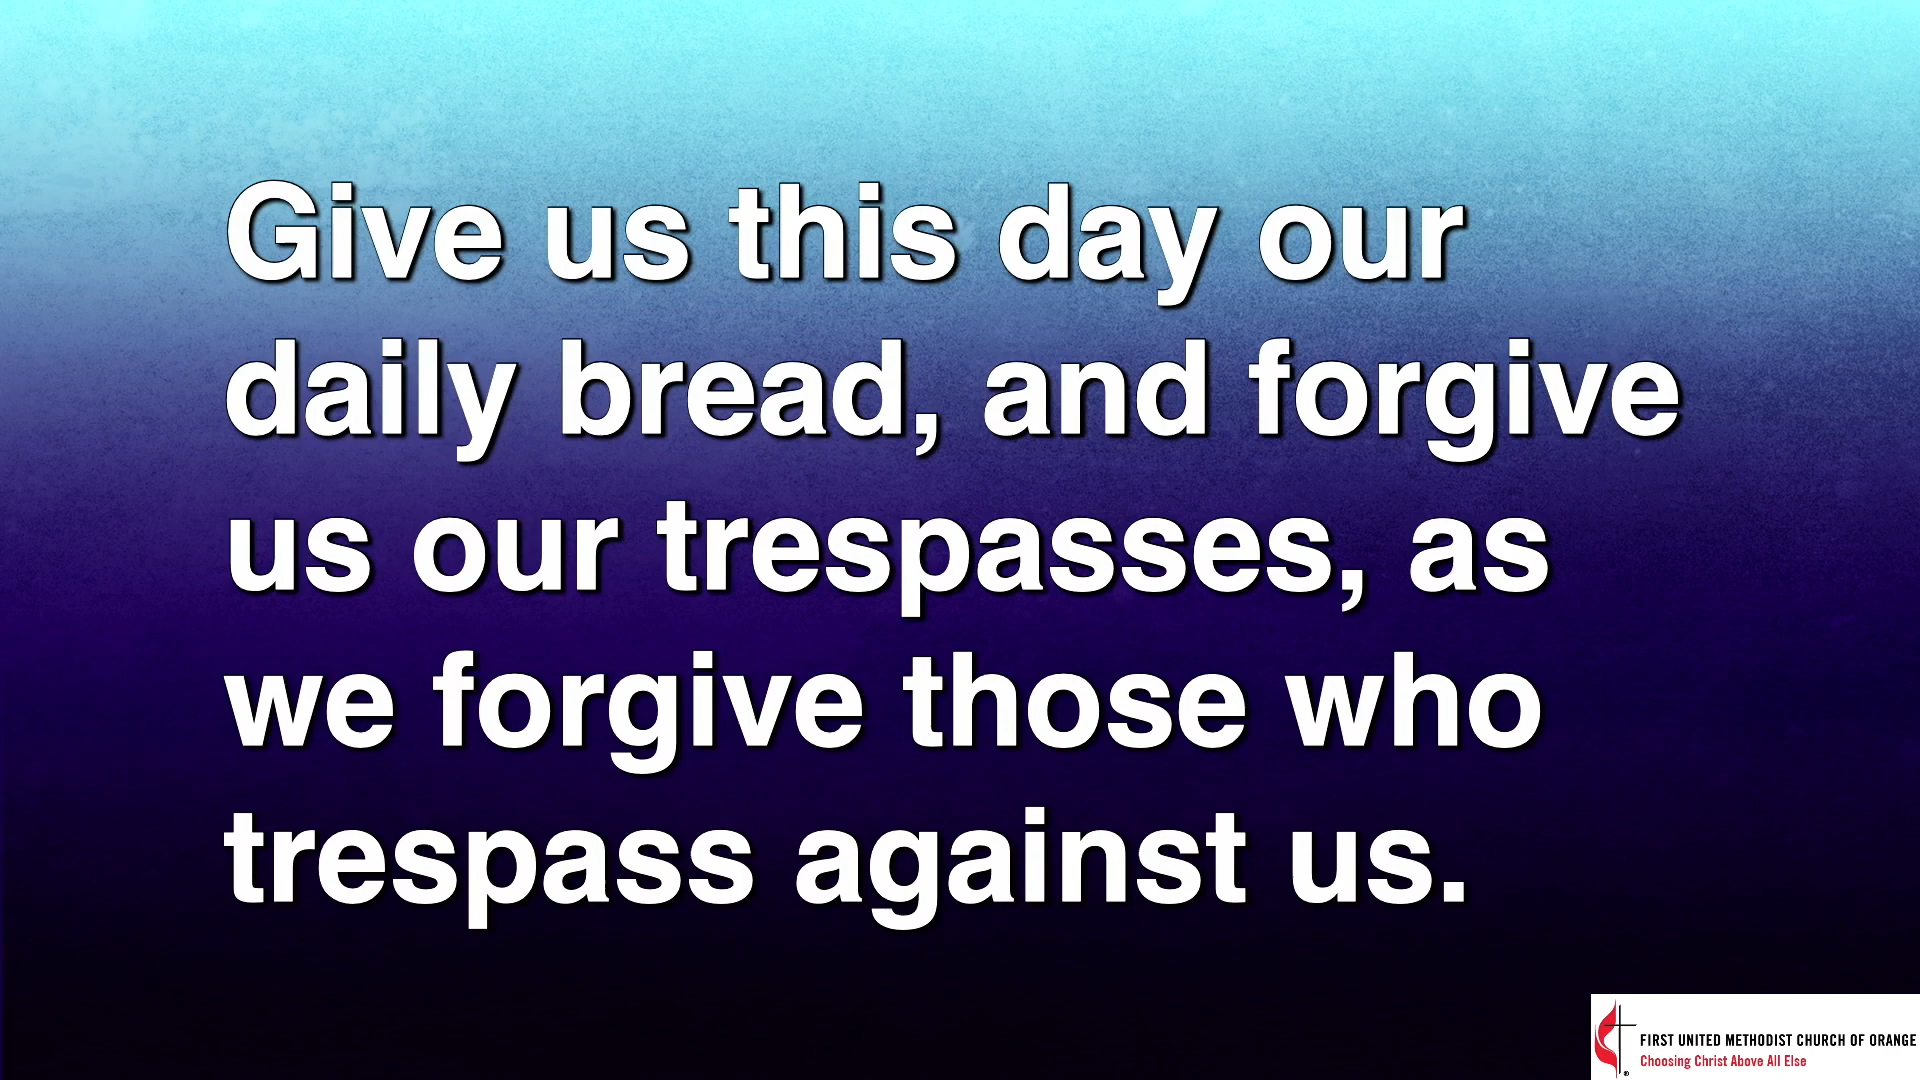 Give us this day our
daily bread, and forgive
us our trespasses, as
we forgive those who
trespass against us.
FIRST UNITED METHODIST CHURCH OF ORANGE
Choosing Christ Above All Else